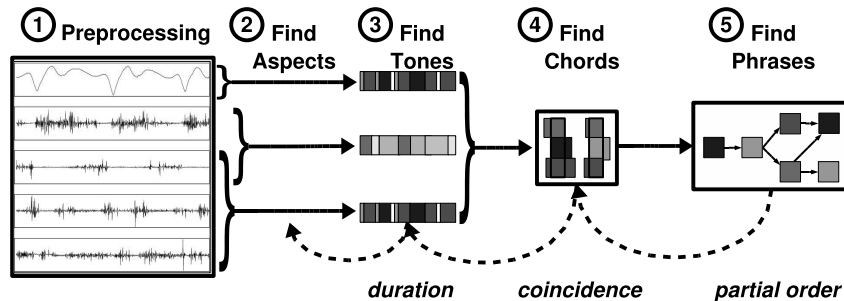 1 Preprocessing
2 Find
Aspects
3 Find
Tones
4 Find
Chords
5 Find
Phrases
duration
coincidence
partial order